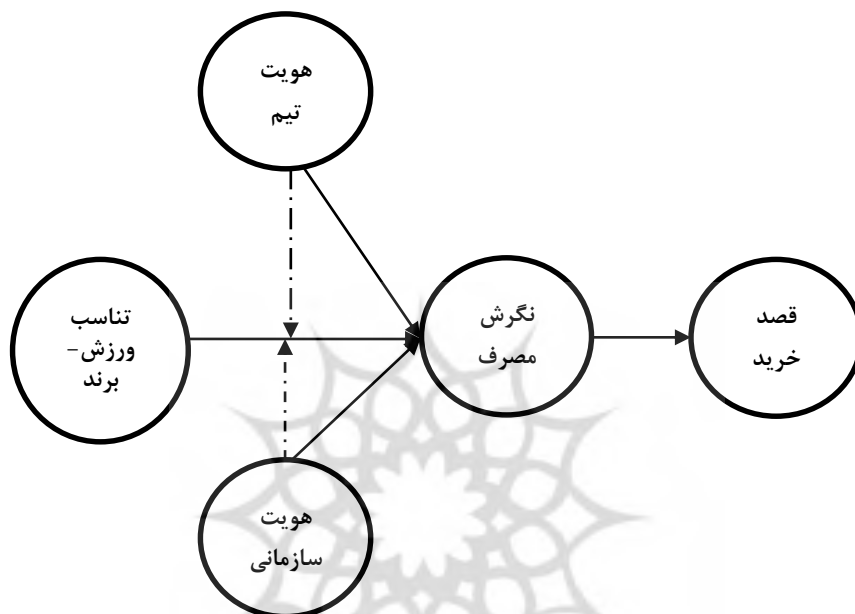 هویت
تیم
تناسب
ورزش–
برند
نگرش
مصرف
قصد
خرید
هویت
سازمانی